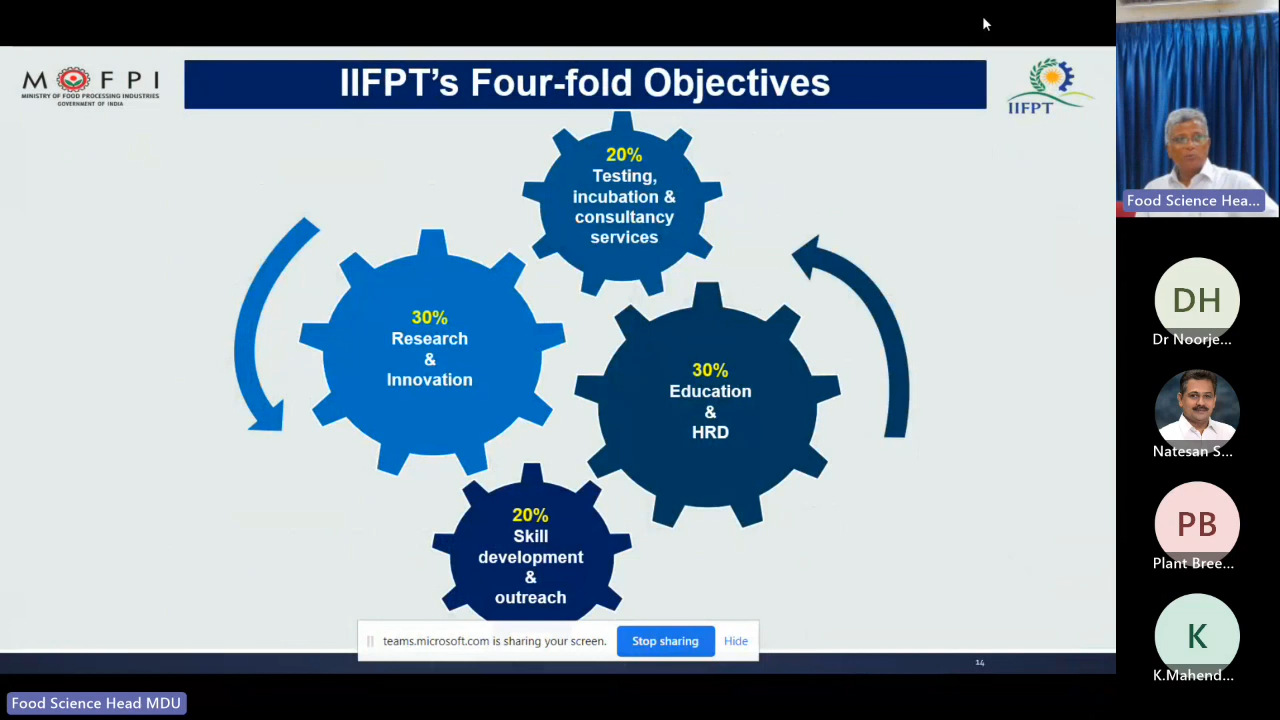 M FPI
MINISTRY OF FOOD PROCESSING INDUSTRIES
GOVERNMENT OF INDIA
IIFPT's Four-fold Objectives
IIFPT
20%
Testing,
incubation &
consultancy
services
30%
Research
&
Innovation
30%
Education
&
HRD
20%
Skill
development
&
outreach
teams.microsoft.com is sharing your screen.
Stop sharing
Hide
14
Food Science Head MDU
Food Science Hea...
DH
Dr Noorje...
Natesan S...
PB
Plant Bree...
K
K.Mahend...